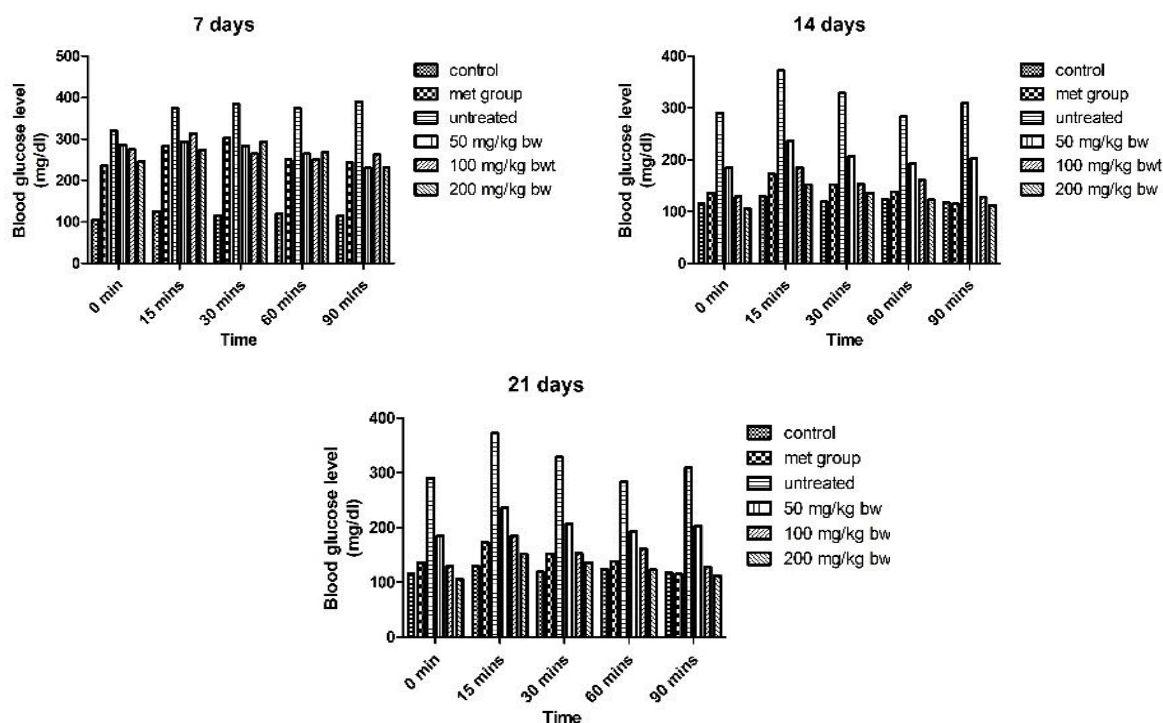 7 days
Blood glucose level
(mg/dl)
500
400
300
200
100
0
0 min
15 mins
30 mins
60 mins
90 mins
Time
control
met group
untreated
50 mg/kg bw
100 mg/kg bwt
200 mg/kg bw
14 days
Blood glucose level
(mg/dl)
400
300
200
100
0
0 min
15 mins
30 mins
60 mins
90 mins
Time
control
met group
untreated
50 mg/kg bw
100 mg/kg bwt
200 mg/kg bw
21 days
Blood glucose level
(mg/dl)
400
300
200
100
0
0 min
15 mins
30 mins
60 mins
90 mins
Time
control
met group
untreated
50 mg/kg bw
100 mg/kg bw
200 mg/kg bw